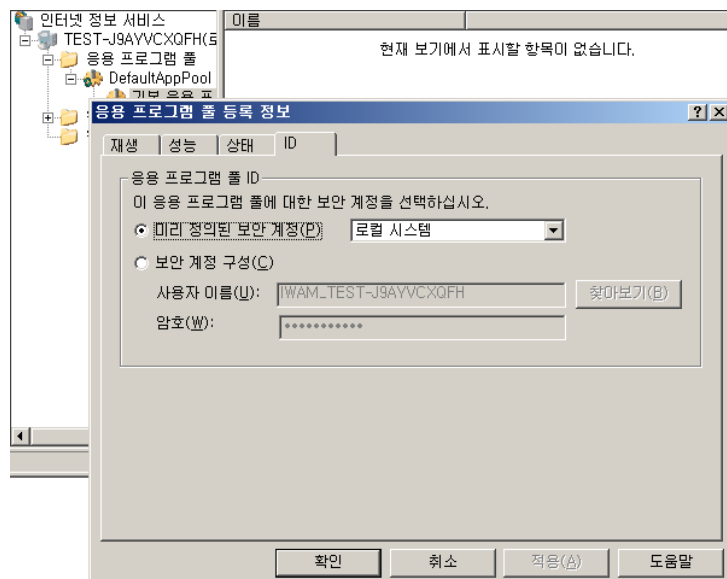 인터넷 정보 서비스
이름
TEST-J9AYVCXQFH(로
현재 보기에서 표시할 항목이 없습니다.
응용 프로그램 풀
DefaultAppPool
기본 응용 프
응용 프로그램 풀 등록 정보
재생 성능 상태 ID
응용 프로그램 풀 ID
이 응용 프로그램 풀에 대한 보안 계정을 선택하십시오.
미리 정의된 보안 계정(P) 로컬 시스템
보안 계정 구성(C)
사용자 이름(U): IWAM_TEST-J9AYVCXQFH 찾아보기(B)
암호(W): ●●●●●●●●●●●
확인 취소 적용(A) 도움말